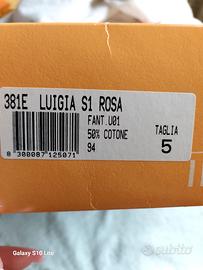 381E LUIGIA S1 ROSA
FANT.U01
50% COTONE
94
TAGLIA
5
8 300087 125071
Galaxy S10 Lite
subito